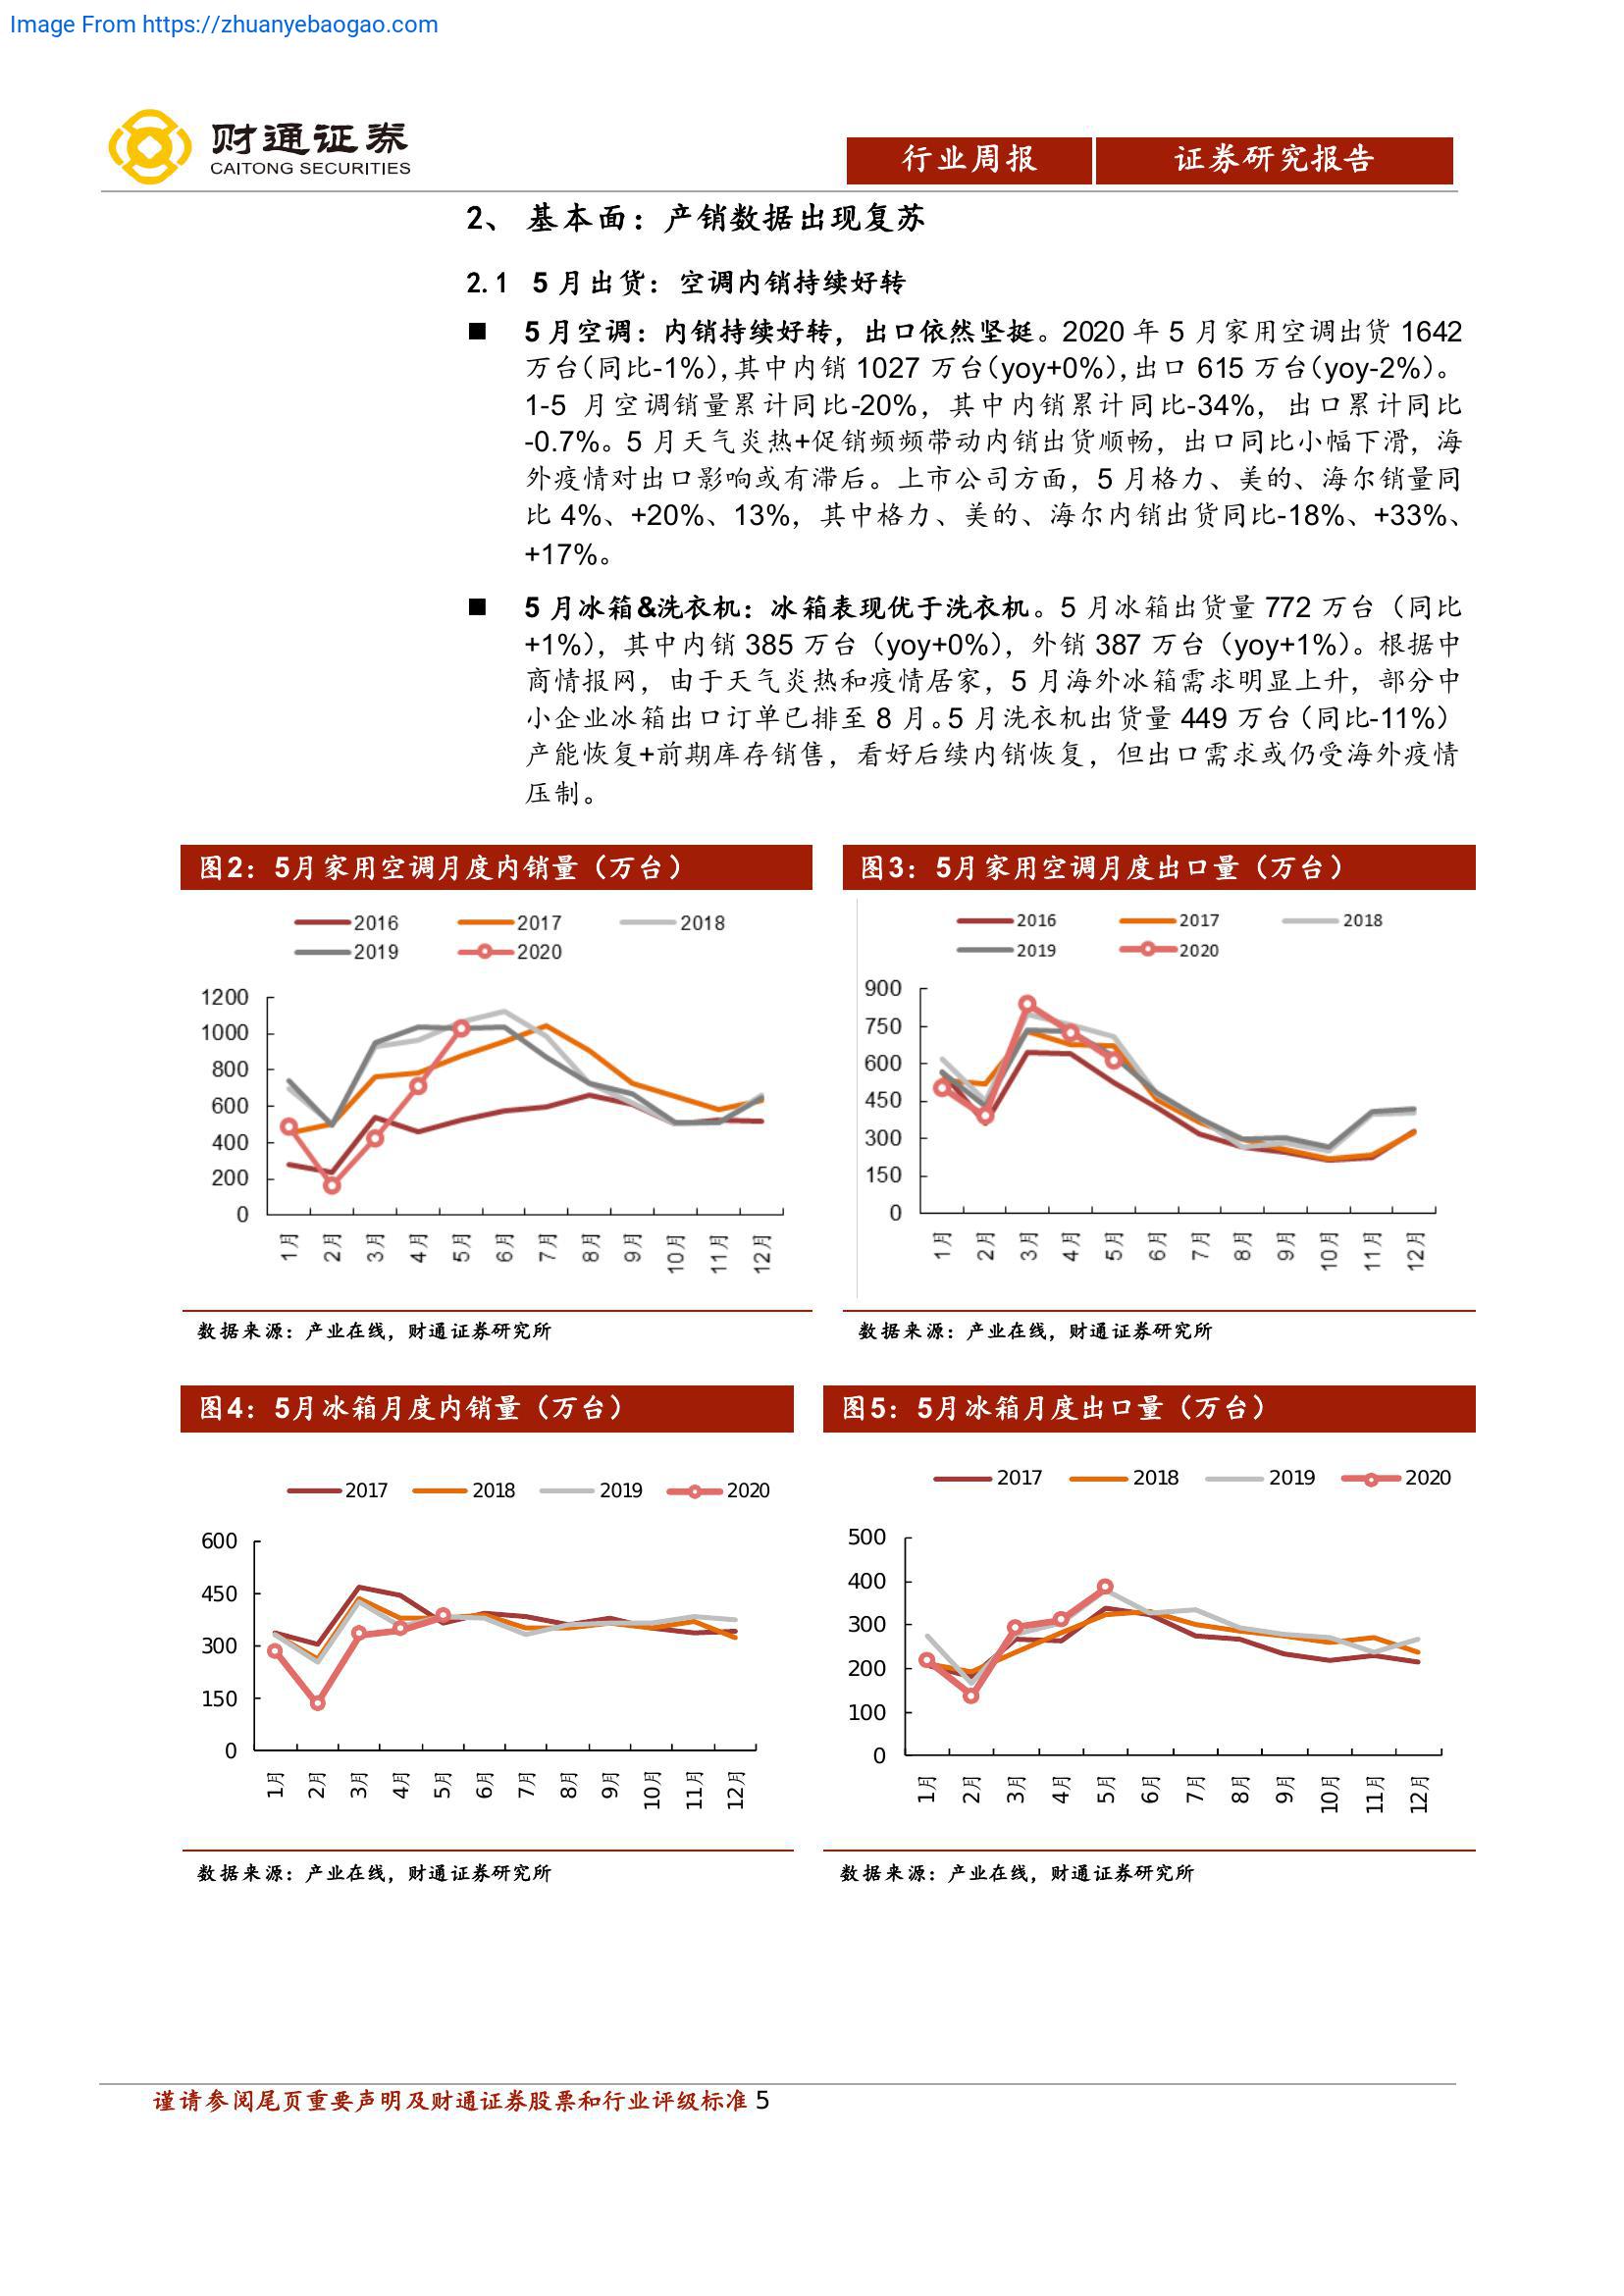 Image From https://zhuanyebaogao.com
财通证券
CAITONG SECURITIES
行业周报
证券研究报告
2、 基本面：产销数据出现复苏
2.1 5 月出货：空调内销持续好转
■ 5 月空调：内销持续好转，出口依然坚挺。2020 年 5 月家用空调出货 1642
万台（同比-1%），其中内销 1027 万台（yoy+0%），出口 615 万台（yoy-2%）。
1-5 月空调销量累计同比-20%，其中内销累计同比-34%，出口累计同比
-0.7%。5 月天气炎热+促销频频带动内销出货顺畅，出口同比小幅下滑，海
外疫情对出口影响或有滞后。上市公司方面，5 月格力、美的、海尔销量同
比 4%、+20%、13%，其中格力、美的、海尔内销出货同比-18%、+33%、
+17%。
■ 5 月冰箱&洗衣机：冰箱表现优于洗衣机。5 月冰箱出货量 772 万台（同比
+1%），其中内销 385 万台（yoy+0%），外销 387 万台（yoy+1%）。根据中
商情报网，由于天气炎热和疫情居家，5 月海外冰箱需求明显上升，部分中
小企业冰箱出口订单已排至 8 月。5 月洗衣机出货量 449 万台（同比-11%）
产能恢复+前期库存销售，看好后续内销恢复，但出口需求或仍受海外疫情
压制。
图2：5月家用空调月度内销量（万台）
2016 2017 2018
2019 2020
1200
1000
800
600
400
200
0
1月 2月 3月 4月 5月 6月 7月 8月 9月 10月 11月 12月
数据来源：产业在线，财通证券研究所
图3：5月家用空调月度出口量（万台）
2016 2017 2018
2019 2020
900
750
600
450
300
150
0
1月 2月 3月 4月 5月 6月 7月 8月 9月 10月 11月 12月
数据来源：产业在线，财通证券研究所
图4：5月冰箱月度内销量（万台）
2017 2018 2019 2020
600
450
300
150
0
1月 2月 3月 4月 5月 6月 7月 8月 9月 10月 11月 12月
数据来源：产业在线，财通证券研究所
图5：5月冰箱月度出口量（万台）
2017 2018 2019 2020
500
400
300
200
100
0
1月 2月 3月 4月 5月 6月 7月 8月 9月 10月 11月 12月
数据来源：产业在线，财通证券研究所
谨请参阅尾页重要声明及财通证券股票和行业评级标准 5